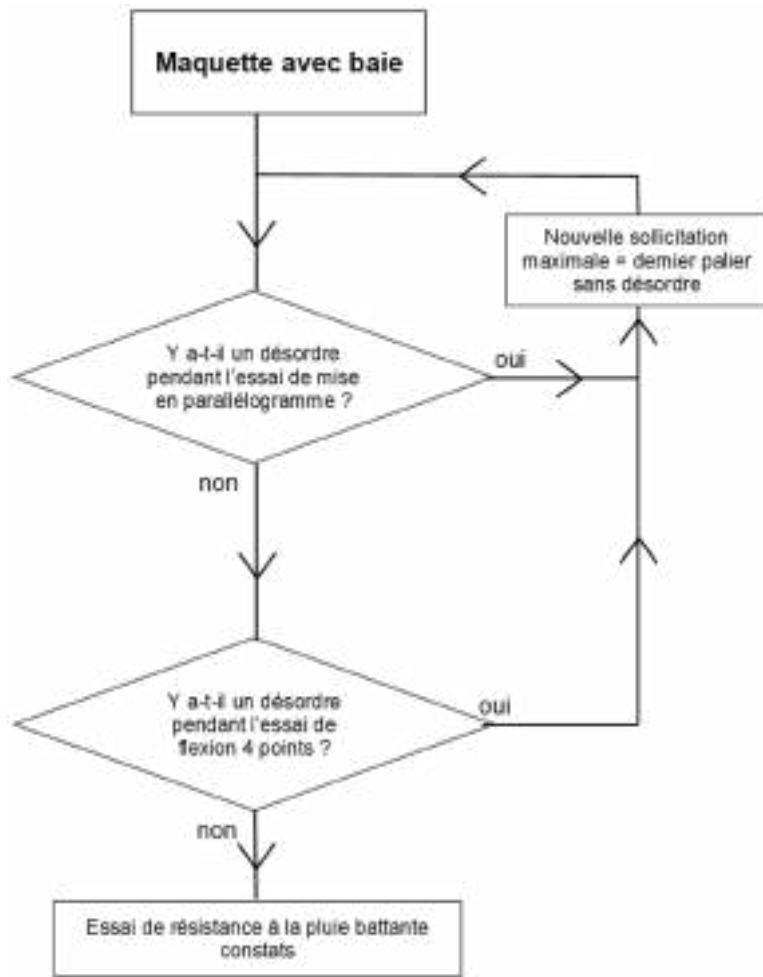 Maquette avec baie
Nouvelle sollicitation
maximale = dernier palier
sans désordre
Y a-t-il un désordre
pendant l'essai de mise
en parallélogramme ?
oui
non
Y a-t-il un désordre
pendant l'essai de
flexion 4 points ?
oui
non
Essai de résistance à la pluie battante
constats